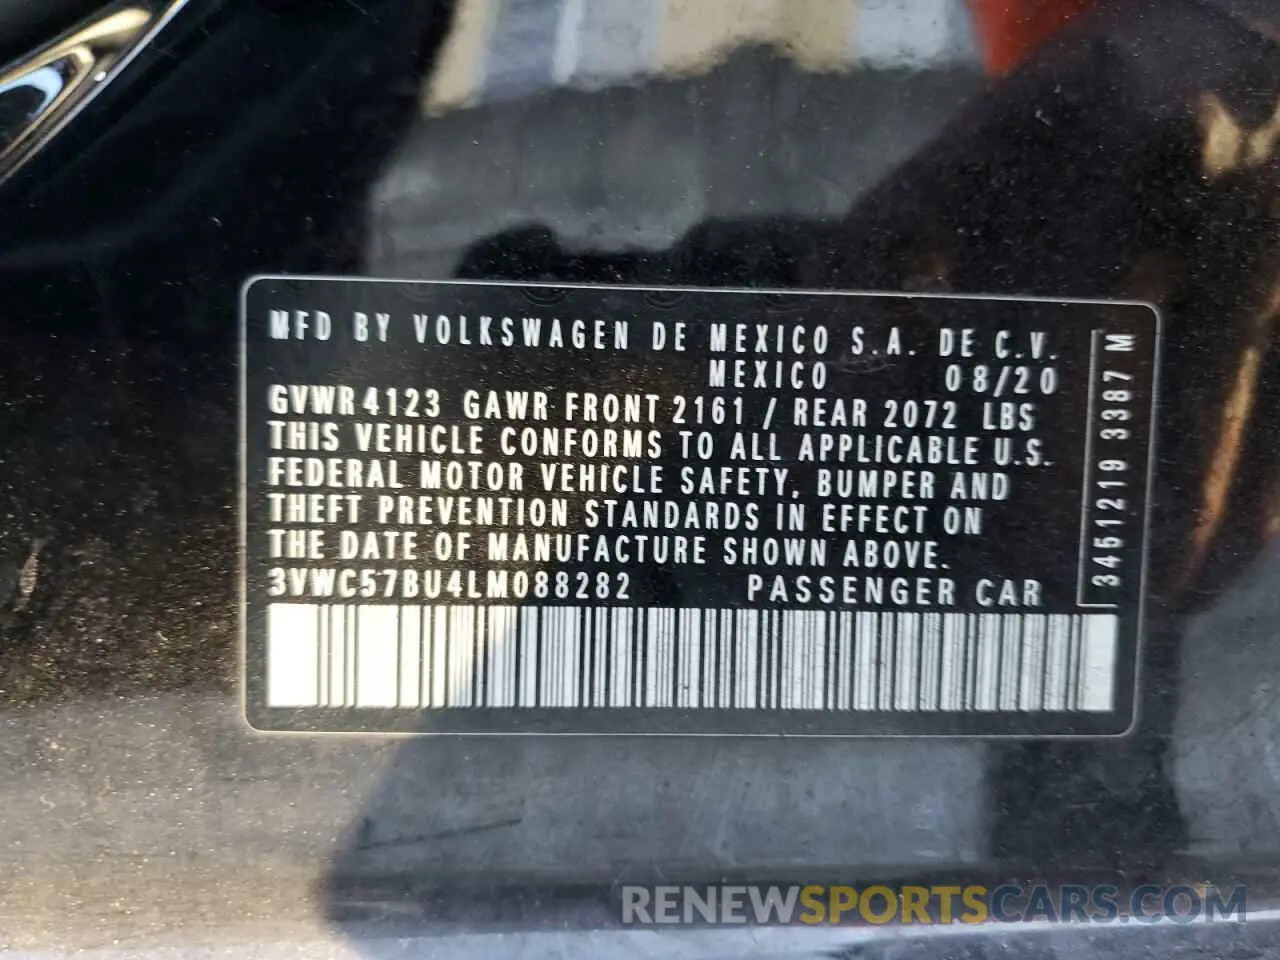 MFD BY VOLKSWAGEN DE MEXICO S.A. DE C.V.
MEXICO 08/20
GVWR 4123 GAWR FRONT 2161 / REAR 2072 LBS
THIS VEHICLE CONFORMS TO ALL APPLICABLE U.S.
FEDERAL MOTOR VEHICLE SAFETY, BUMPER AND
THEFT PREVENTION STANDARDS IN EFFECT ON
THE DATE OF MANUFACTURE SHOWN ABOVE.
3VWC57BU4LM088282 PASSENGER CAR
3451219 3387 M
RENEWSPORTSCARS.COM